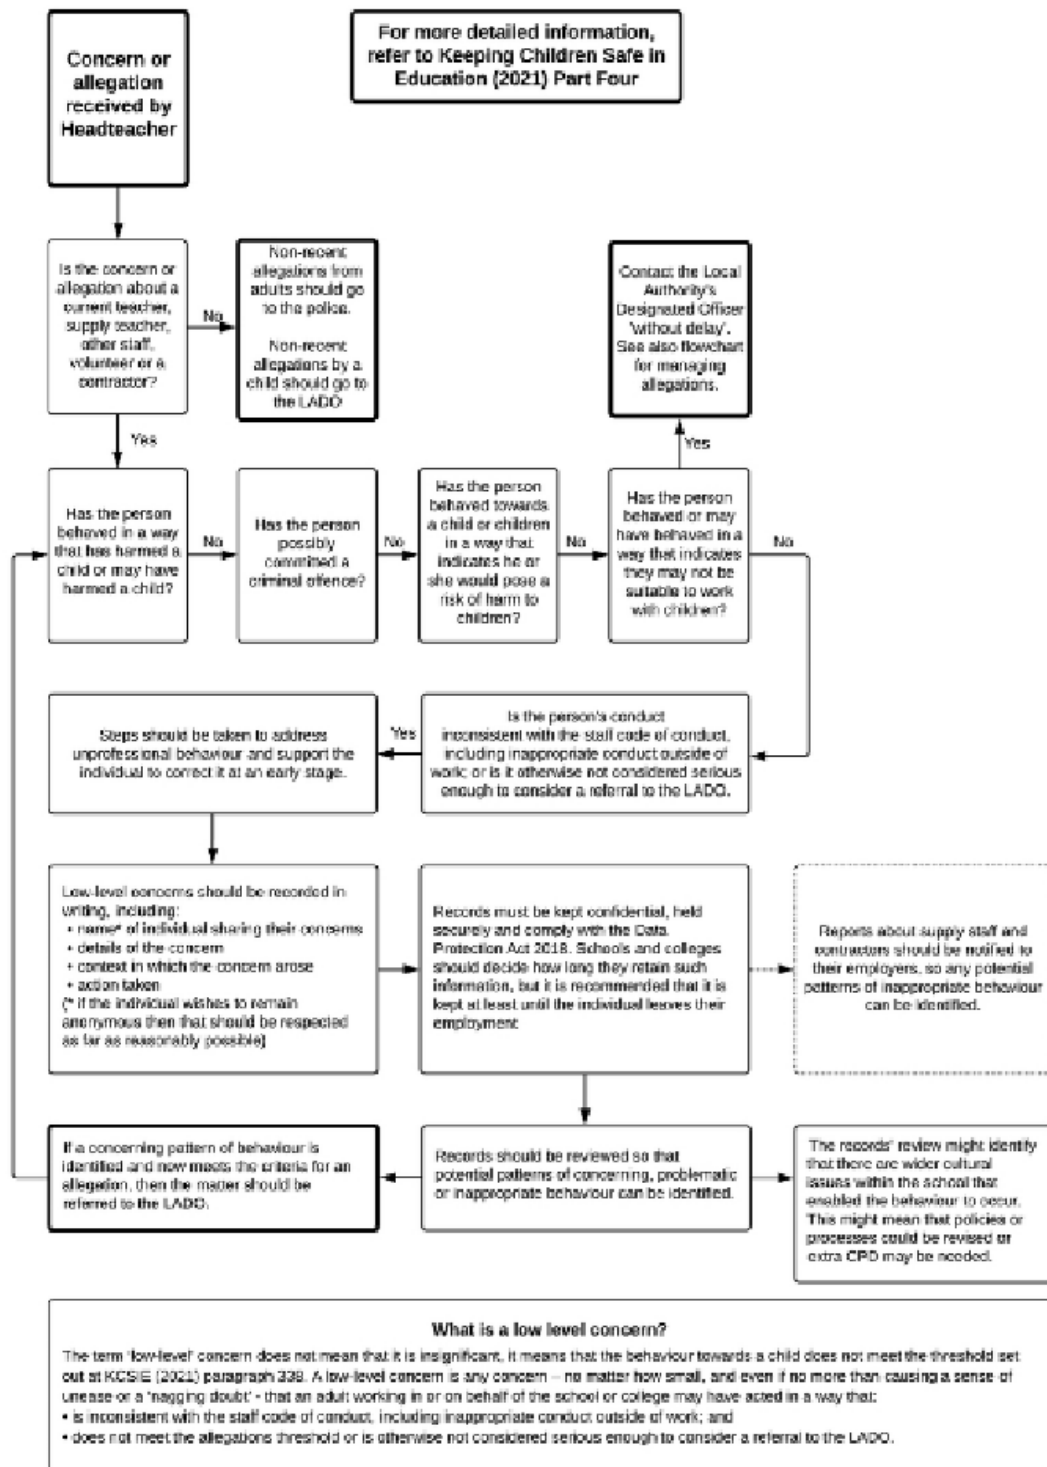 Concern or
allegation
received by
Headteacher
For more detailed information,
refer to Keeping Children Safe in
Education (2021) Part Four
Is the concern or
allegation about a
current teacher,
supply teacher,
other staff,
volunteer or a
contractor?
No
Non-recent
allegations from
adults should go
to the police.
Non-recent
allegations by a
child should go to
the LADO
Contact the Local
Authority's
Designated Officer
'without delay'.
See also flowchart
for managing
allegations.
Yes
Yes
Has the person
behaved in a way
that has harmed a
child or may have
harmed a child?
No
Has the person
possibly
committed a
criminal offence?
No
Has the person
behaved towards
a child or children
in a way that
indicates he or
she would pose a
risk of harm to
children?
No
Has the person
behaved or may
have behaved in a
way that indicates
they may not be
suitable to work
with children?
No
Steps should be taken to address
unprofessional behaviour and support the
individual to correct it at an early stage.
Yes
Is the person's conduct
inconsistent with the staff code of conduct,
including inappropriate conduct outside of
work; or is it otherwise not considered serious
enough to consider a referral to the LADO.
Low-level concerns should be recorded in
writing, including:
• name* of individual sharing their concerns
• details of the concern
• context in which the concern arose
• action taken
(* if the individual wishes to remain
anonymous then that should be respected
as far as reasonably possible)
Records must be kept confidential, held
securely and comply with the Data
Protection Act 2018. Schools and colleges
should decide how long they retain such
information, but it is recommended that it is
kept at least until the individual leaves their
employment
Reports about supply staff and
contractors should be notified to
their employers, so any potential
patterns of inappropriate behaviour
can be identified.
If a concerning pattern of behaviour is
identified and now meets the criteria for an
allegation, then the matter should be
referred to the LADO.
Records should be reviewed so that
potential patterns of concerning, problematic
or inappropriate behaviour can be identified.
The records' review might identify
that there are wider cultural
issues within the school that
enabled the behaviour to occur.
This might mean that policies or
processes could be revised or
extra CPD may be needed.
What is a low level concern?
The term 'low-level' concern does not mean that it is insignificant, it means that the behaviour towards a child does not meet the threshold set
out at KCSIE (2021) paragraph 338. A low-level concern is any concern – no matter how small, and even if no more than causing a sense of
unease or a 'nagging doubt' - that an adult working in or on behalf of the school or college may have acted in a way that:
• is inconsistent with the staff code of conduct, including inappropriate conduct outside of work; and
• does not meet the allegations threshold or is otherwise not considered serious enough to consider a referral to the LADO.